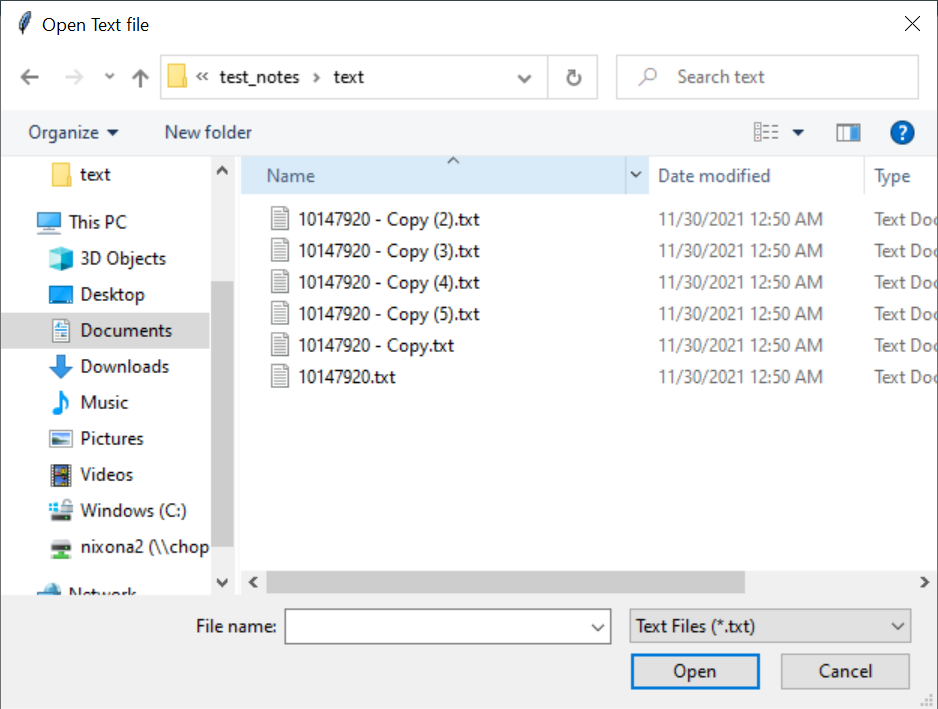 Open Text file
« test_notes › text
Search text
Organize
New folder
?
text
This PC
3D Objects
Desktop
Documents
Downloads
Music
Pictures
Videos
Windows (C:)
nixona2 (\\chop
Network
Name Date modified Type
10147920 - Copy (2).txt 11/30/2021 12:50 AM Text Doc
10147920 - Copy (3).txt 11/30/2021 12:50 AM Text Doc
10147920 - Copy (4).txt 11/30/2021 12:50 AM Text Doc
10147920 - Copy (5).txt 11/30/2021 12:50 AM Text Doc
10147920 - Copy.txt 11/30/2021 12:50 AM Text Doc
10147920.txt 11/30/2021 12:50 AM Text Doc
File name:
Text Files (*.txt)
Open
Cancel